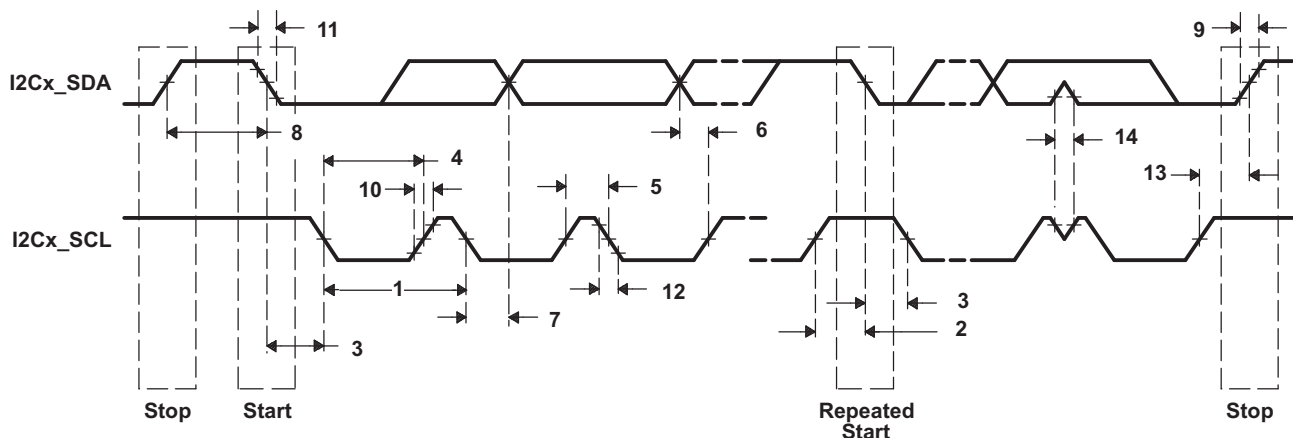 11
9
I2Cx_SDA
8
6
14
4
10
5
13
I2Cx_SCL
1
12
3
7
2
3
Stop
Start
Repeated
Start
Stop